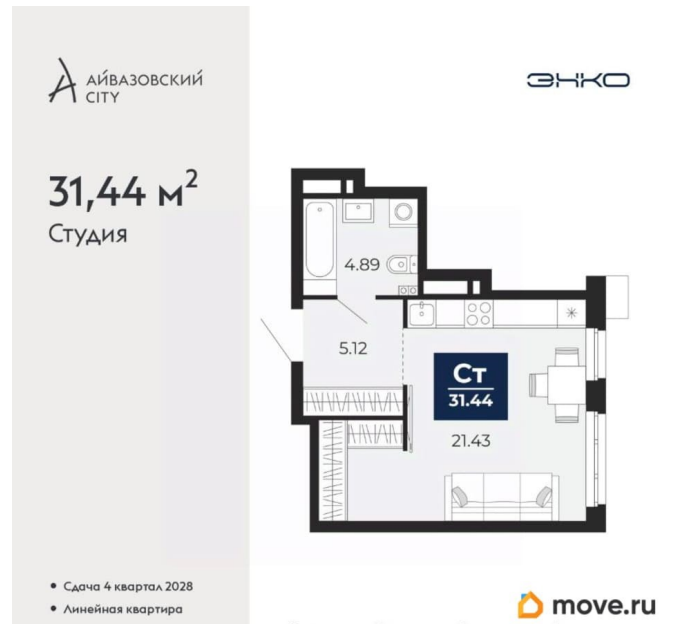 АЙВАЗОВСКИЙ
CITY
ЭНКО
31,44 м²
Студия
4.89
5.12
Ст
31.44
21.43
• Сдача 4 квартал 2028
• Линейная квартира
move.ru